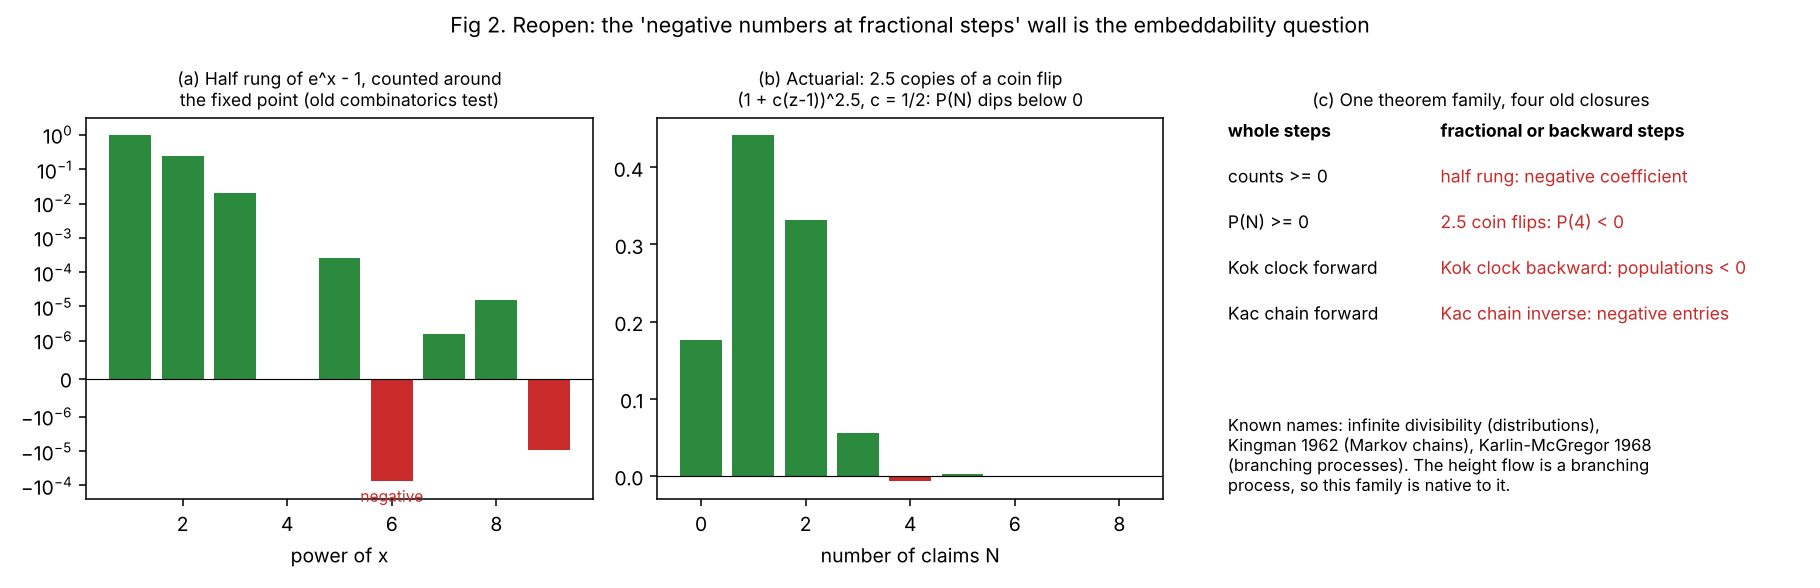 Fig 2. Reopen: the 'negative numbers at fractional steps' wall is the embeddability question
(a) Half rung of e^x - 1, counted around
the fixed point (old combinatorics test)
10⁰
10⁻¹
10⁻²
10⁻³
10⁻⁴
10⁻⁵
10⁻⁶
0
−10⁻⁶
−10⁻⁵
−10⁻⁴
negative
2 4 6 8
power of x
(b) Actuarial: 2.5 copies of a coin flip
(1 + c(z-1))^2.5, c = 1/2: P(N) dips below 0
0.4
0.3
0.2
0.1
0.0
0 2 4 6 8
number of claims N
(c) One theorem family, four old closures
whole steps fractional or backward steps
counts >= 0 half rung: negative coefficient
P(N) >= 0 2.5 coin flips: P(4) < 0
Kok clock forward Kok clock backward: populations < 0
Kac chain forward Kac chain inverse: negative entries
Known names: infinite divisibility (distributions),
Kingman 1962 (Markov chains), Karlin-McGregor 1968
(branching processes). The height flow is a branching
process, so this family is native to it.